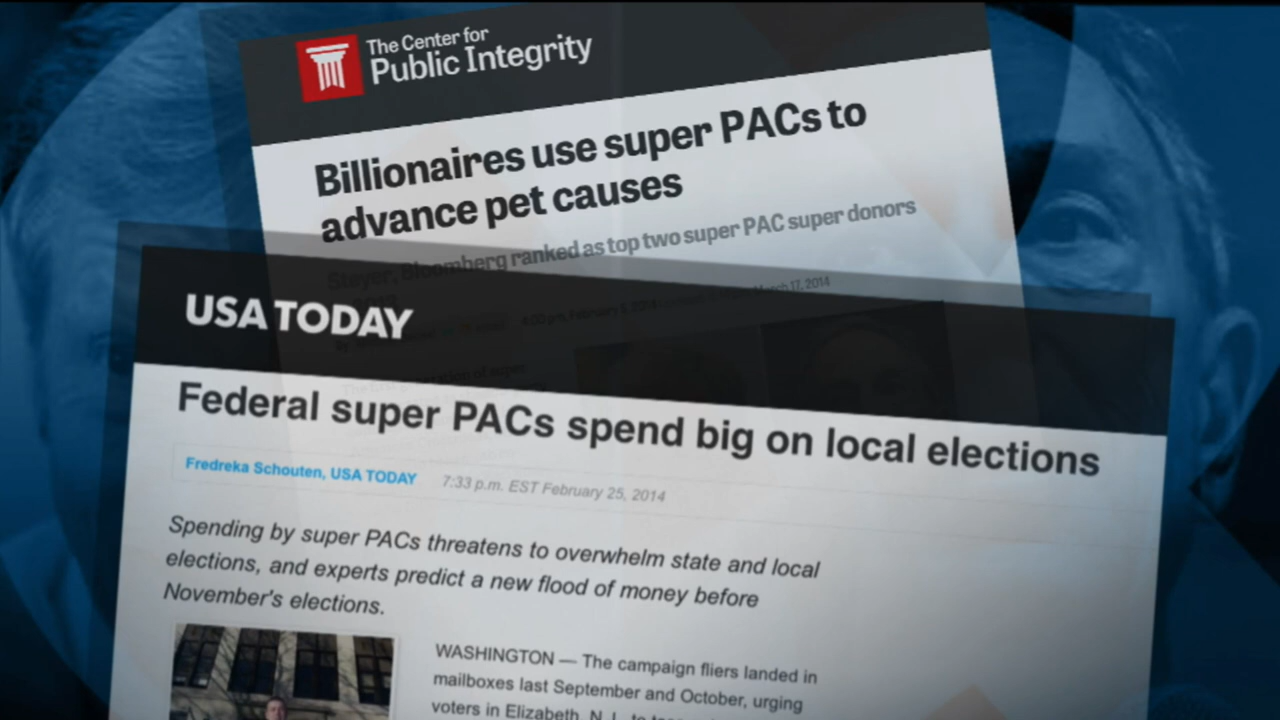 The Center for
Public Integrity
Billionaires use super PACs to
advance pet causes
Steyer, Bloomberg ranked as top two super PAC super donors
March 17, 2014
USA TODAY
Federal super PACs spend big on local elections
Fredreka Schouten, USA TODAY 7:33 p.m. EST February 25, 2014
Spending by super PACs threatens to overwhelm state and local
elections, and experts predict a new flood of money before
November's elections.
WASHINGTON — The campaign fliers landed in
mailboxes last September and October, urging
voters in Elizabeth, N.J., to